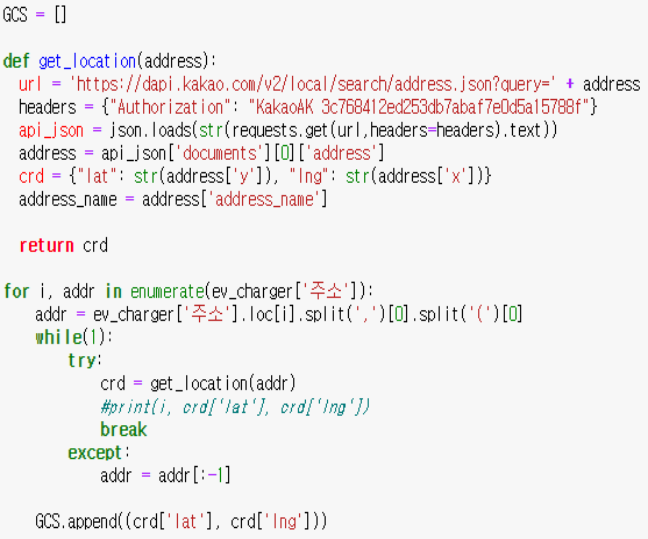 GCS = []
def get_location(address):
url = 'https://dapi.kakao.com/v2/local/search/address.json?query=' + address
headers = {"Authorization": "KakaoAK 3c768412ed253db7abaf7e0d5a15788f"}
api_json = json.loads(str(requests.get(url,headers=headers).text))
address = api_json['documents'][0]['address']
crd = {"lat": str(address['y']), "lng": str(address['x'])}
address_name = address['address_name']
return crd
for i, addr in enumerate(ev_charger['주소']):
addr = ev_charger['주소'].loc[i].split(',')[0].split('(')[0]
while(1):
try:
crd = get_location(addr)
#print(i, crd['lat'], crd['lng'])
break
except:
addr = addr[:-1]
GCS.append((crd['lat'], crd['lng']))